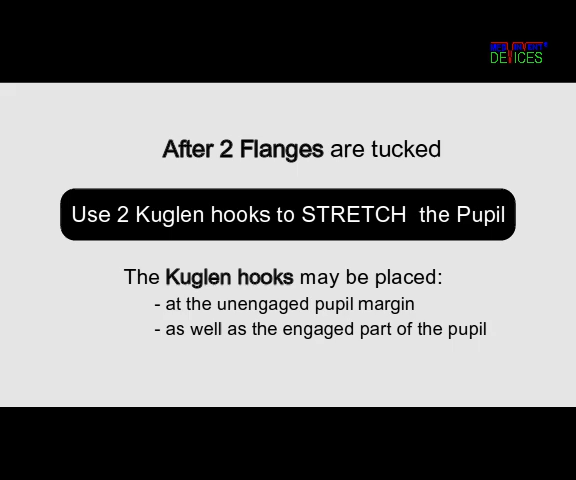 DEVICES
After 2 Flanges are tucked
Use 2 Kuglen hooks to STRETCH the Pupil
The Kuglen hooks may be placed:
- at the unengaged pupil margin
- as well as the engaged part of the pupil